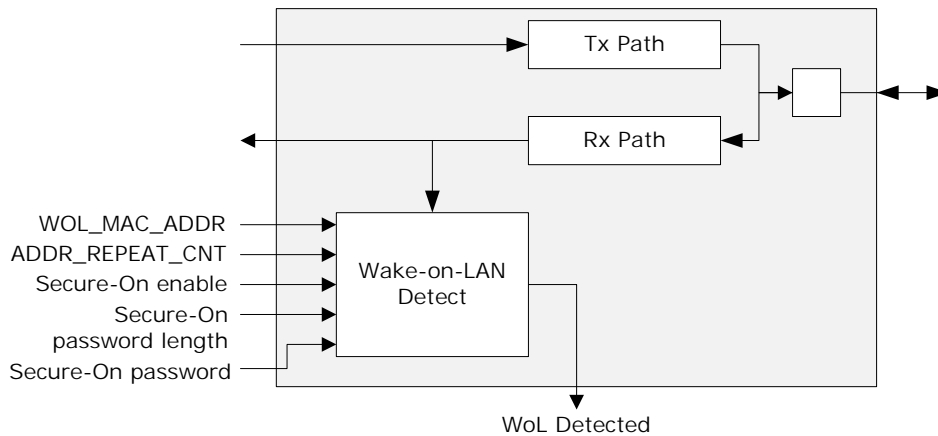 Tx Path
Rx Path
WOL_MAC_ADDR
ADDR_REPEAT_CNT
Secure-On enable
Secure-On
password length
Secure-On password
Wake-on-LAN
Detect
WoL Detected